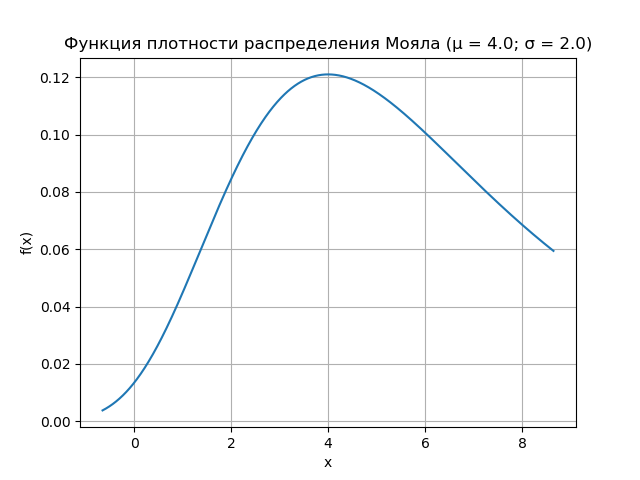 Функция плотности распределения Мояла (μ = 4.0; σ = 2.0)
0.12
0.10
0.08
0.06
0.04
0.02
0.00
f(x)
0 2 4 6 8
x